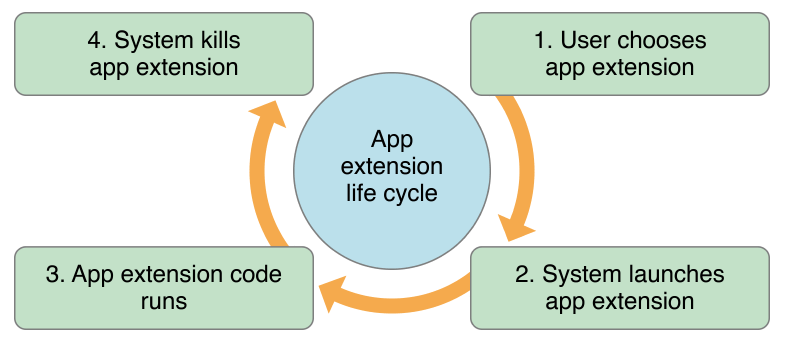 4. System kills
app extension
1. User chooses
app extension
App
extension
life cycle
3. App extension code
runs
2. System launches
app extension